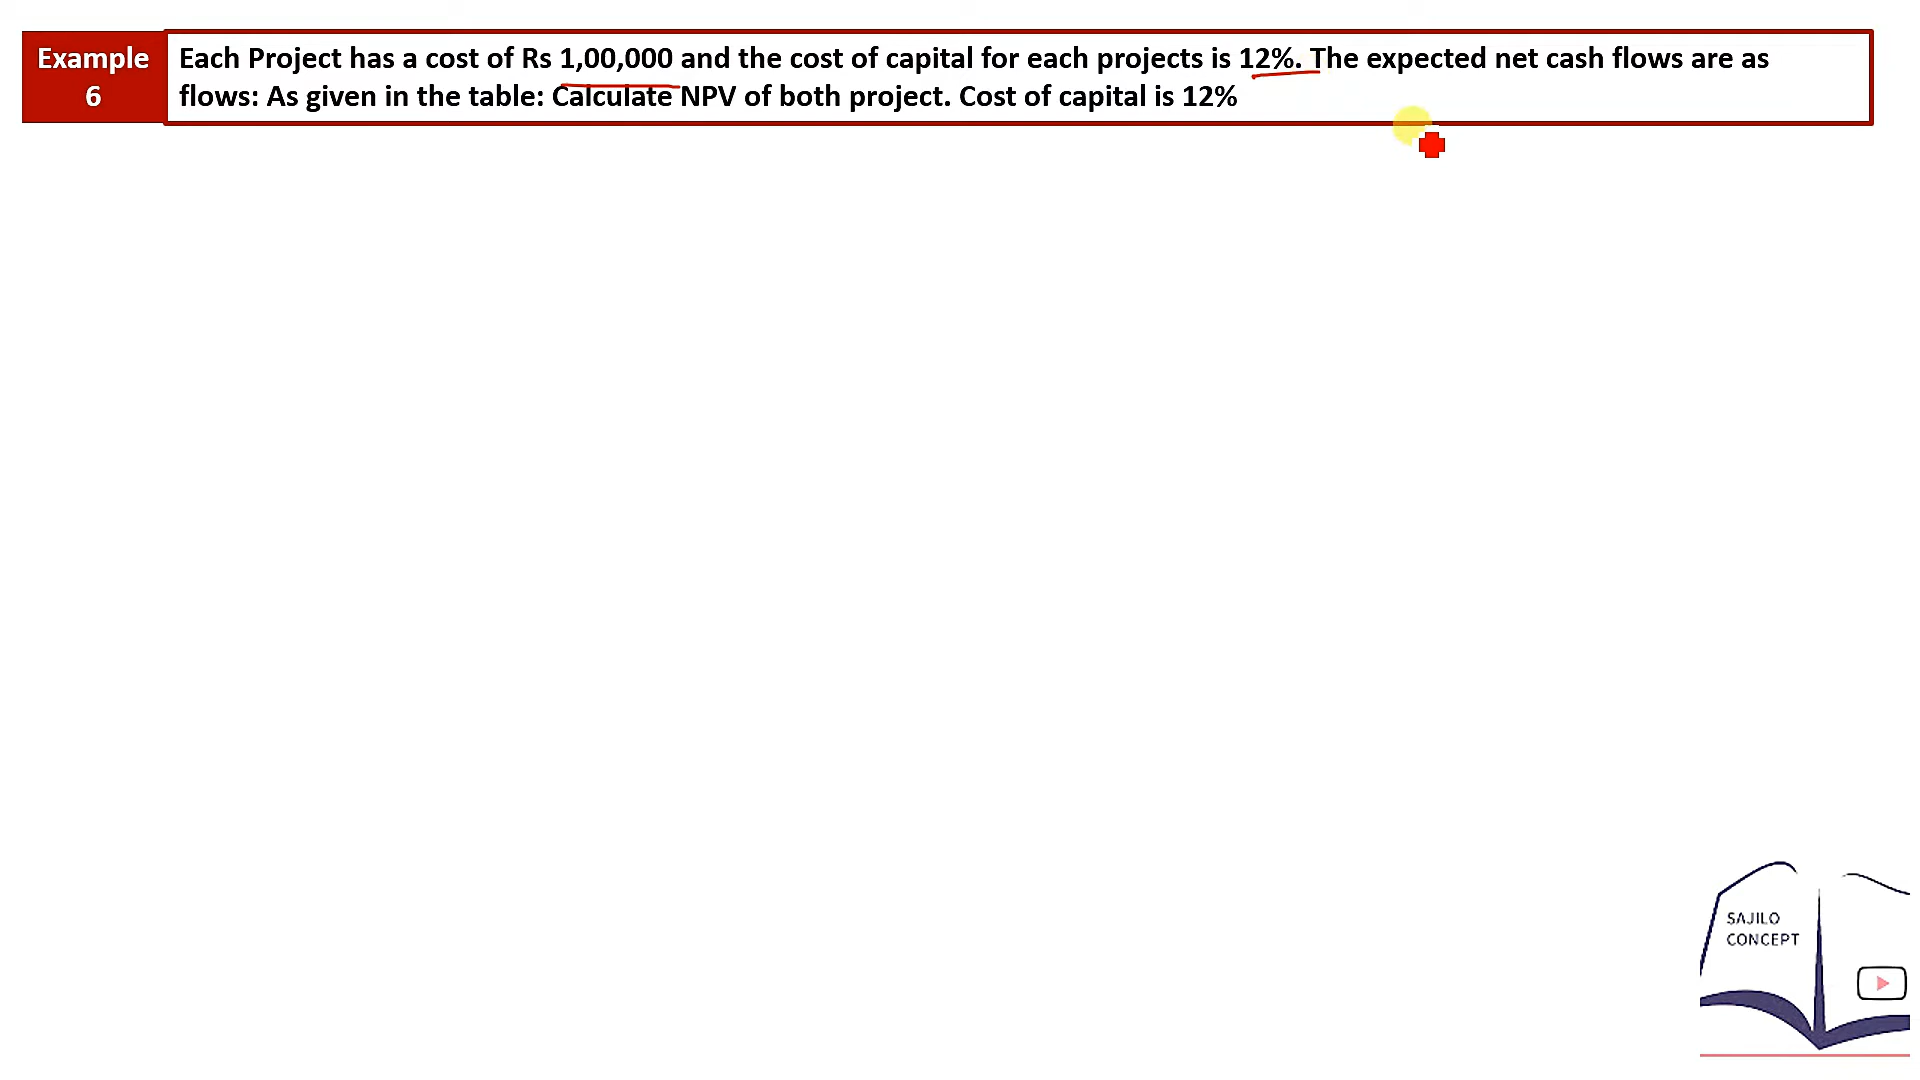 Example
6
Each Project has a cost of Rs 1,00,000 and the cost of capital for each projects is 12%. The expected net cash flows are as
flows: As given in the table: Calculate NPV of both project. Cost of capital is 12%
SAJILO
CONCEPT